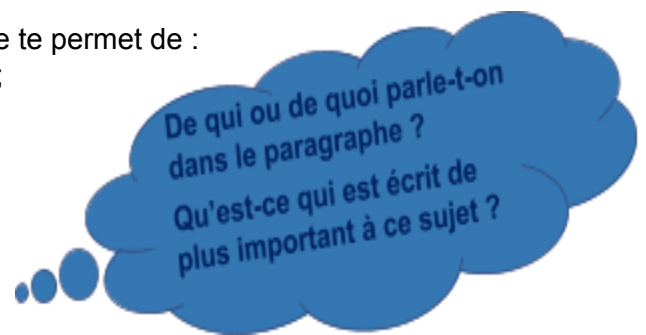 e te permet de :
:
De qui ou de quoi parle-t-on
dans le paragraphe ?
Qu'est-ce qui est écrit de
plus important à ce sujet ?